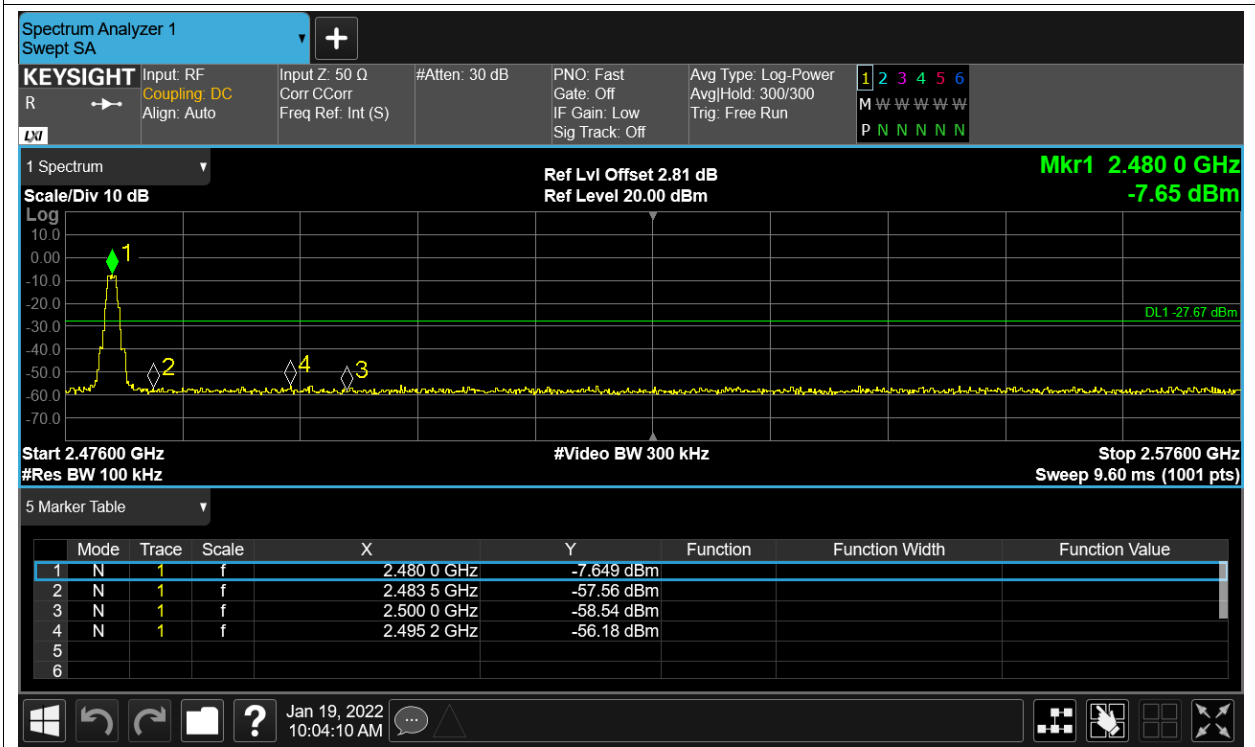 Spectrum Analyzer 1
Swept SA
+
KEYSIGHT Input: RF Input Z: 50 Ω #Atten: 30 dB PNO: Fast Avg Type: Log-Power 1 2 3 4 5 6
R Coupling: DC Corr CCorr Gate: Off Avg|Hold: 300/300 M W W W W W
Align: Auto Freq Ref: Int (S) IF Gain: Low Trig: Free Run
LXI Sig Track: Off P N N N N N
1 Spectrum Ref Lvl Offset 2.81 dB Mkr1 2.480 0 GHz
Scale/Div 10 dB Ref Level 20.00 dBm -7.65 dBm
Log
10.0
0.00 1
-10.0
-20.0
DL1 -27.67 dBm
-30.0
-40.0
-50.0 2 4 3
-60.0
-70.0
Start 2.47600 GHz #Video BW 300 kHz Stop 2.57600 GHz
#Res BW 100 kHz Sweep 9.60 ms (1001 pts)
5 Marker Table
Mode Trace Scale X Y Function Function Width Function Value
1 N 1 f 2.480 0 GHz -7.649 dBm
2 N 1 f 2.483 5 GHz -57.56 dBm
3 N 1 f 2.500 0 GHz -58.54 dBm
4 N 1 f 2.495 2 GHz -56.18 dBm
5
6
? Jan 19, 2022
10:04:10 AM